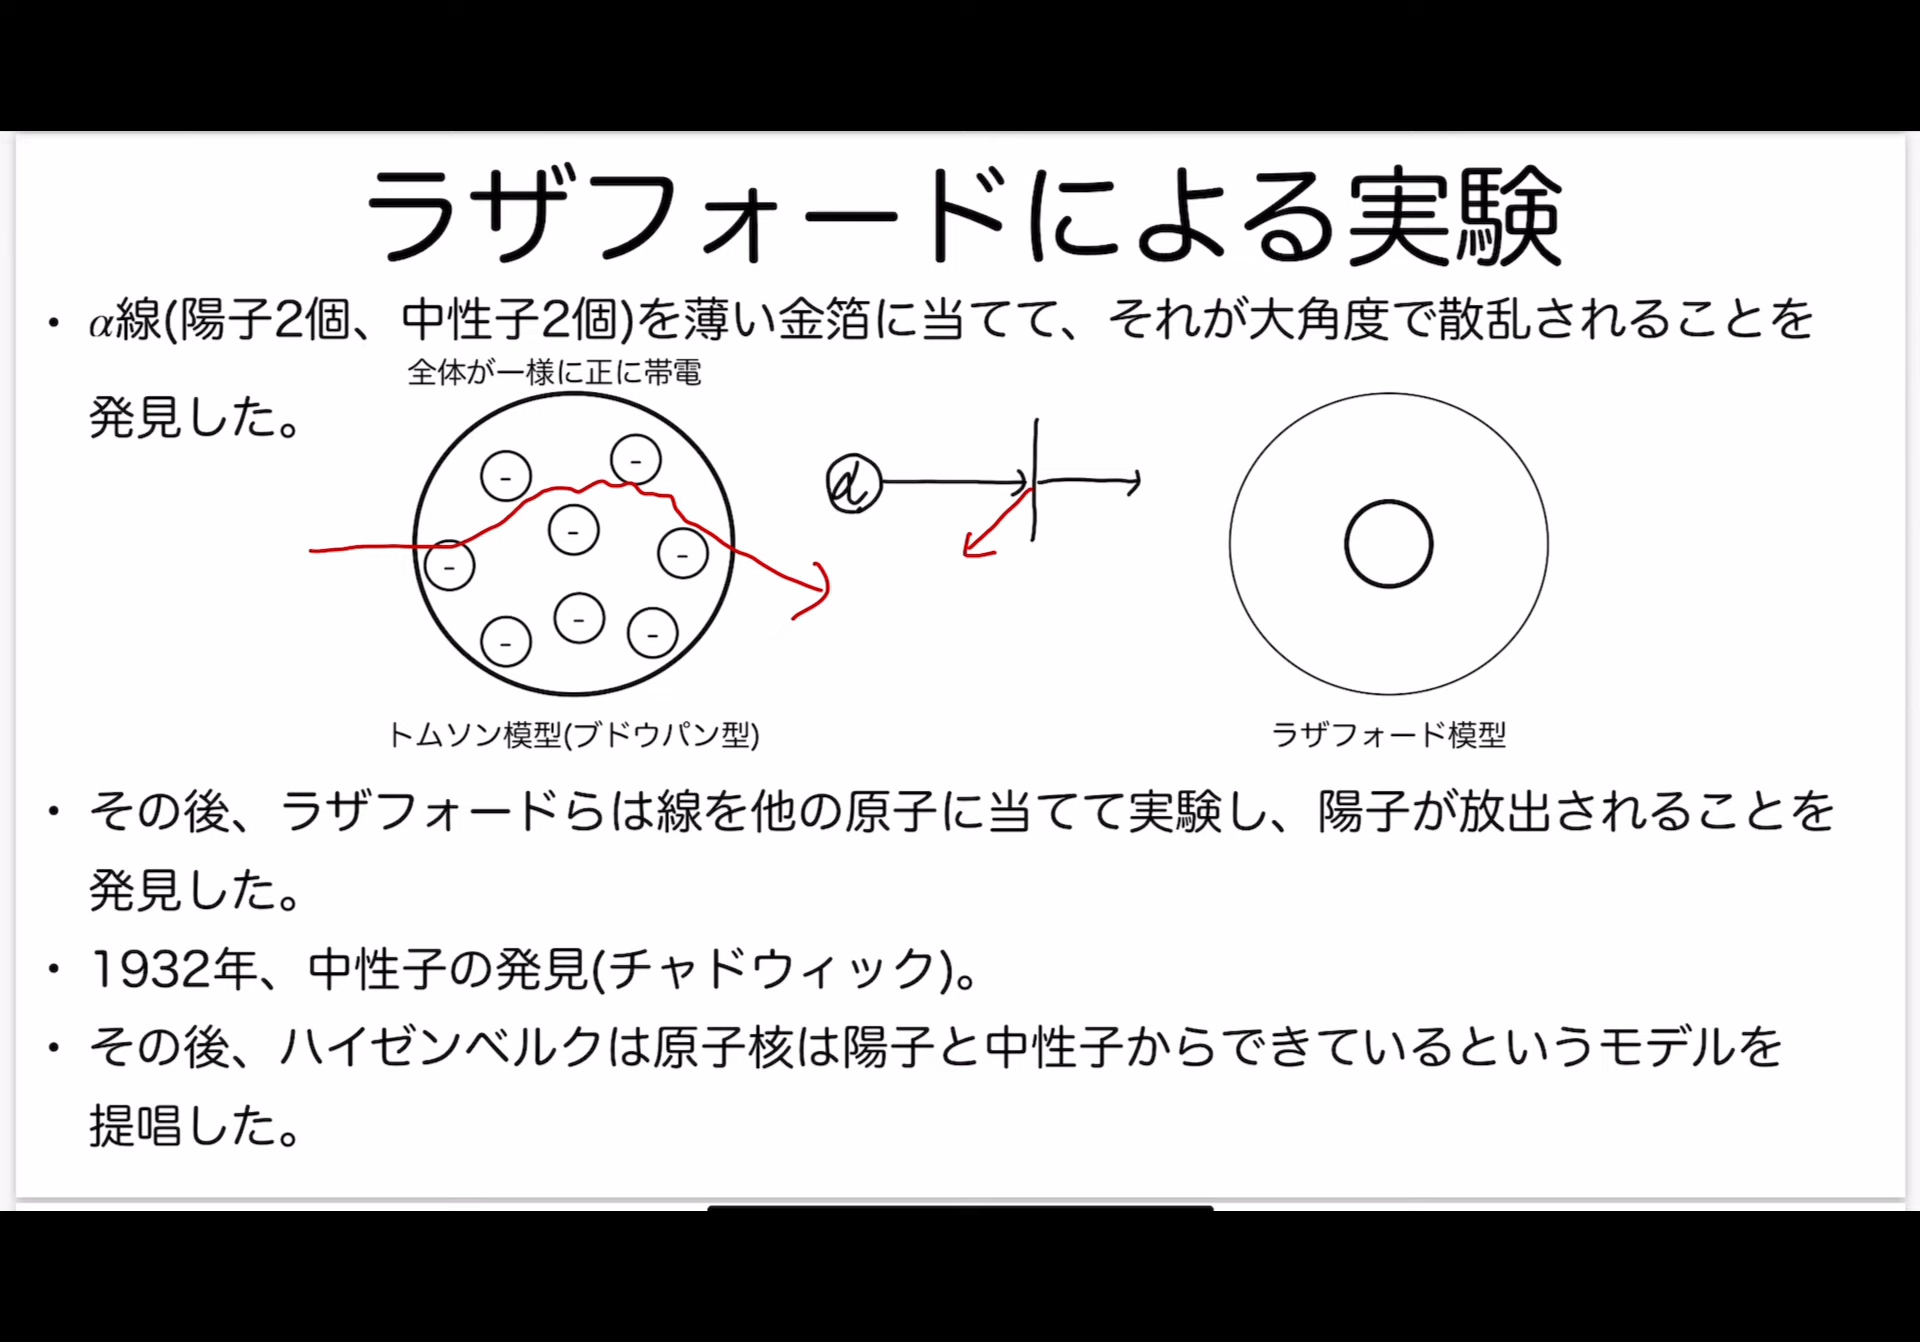 ラザフォードによる実験
・α線(陽子2個、中性子2個)を薄い金箔に当てて、それが大角度で散乱されることを
全体が一様に正に帯電
発見した。
-
-
-
-
-
-
-
-
α
トムソン模型(ブドウパン型)
ラザフォード模型
・その後、ラザフォードらは線を他の原子に当てて実験し、陽子が放出されることを
発見した。
・1932年、中性子の発見(チャドウィック)。
・その後、ハイゼンベルクは原子核は陽子と中性子からできているというモデルを
提唱した。